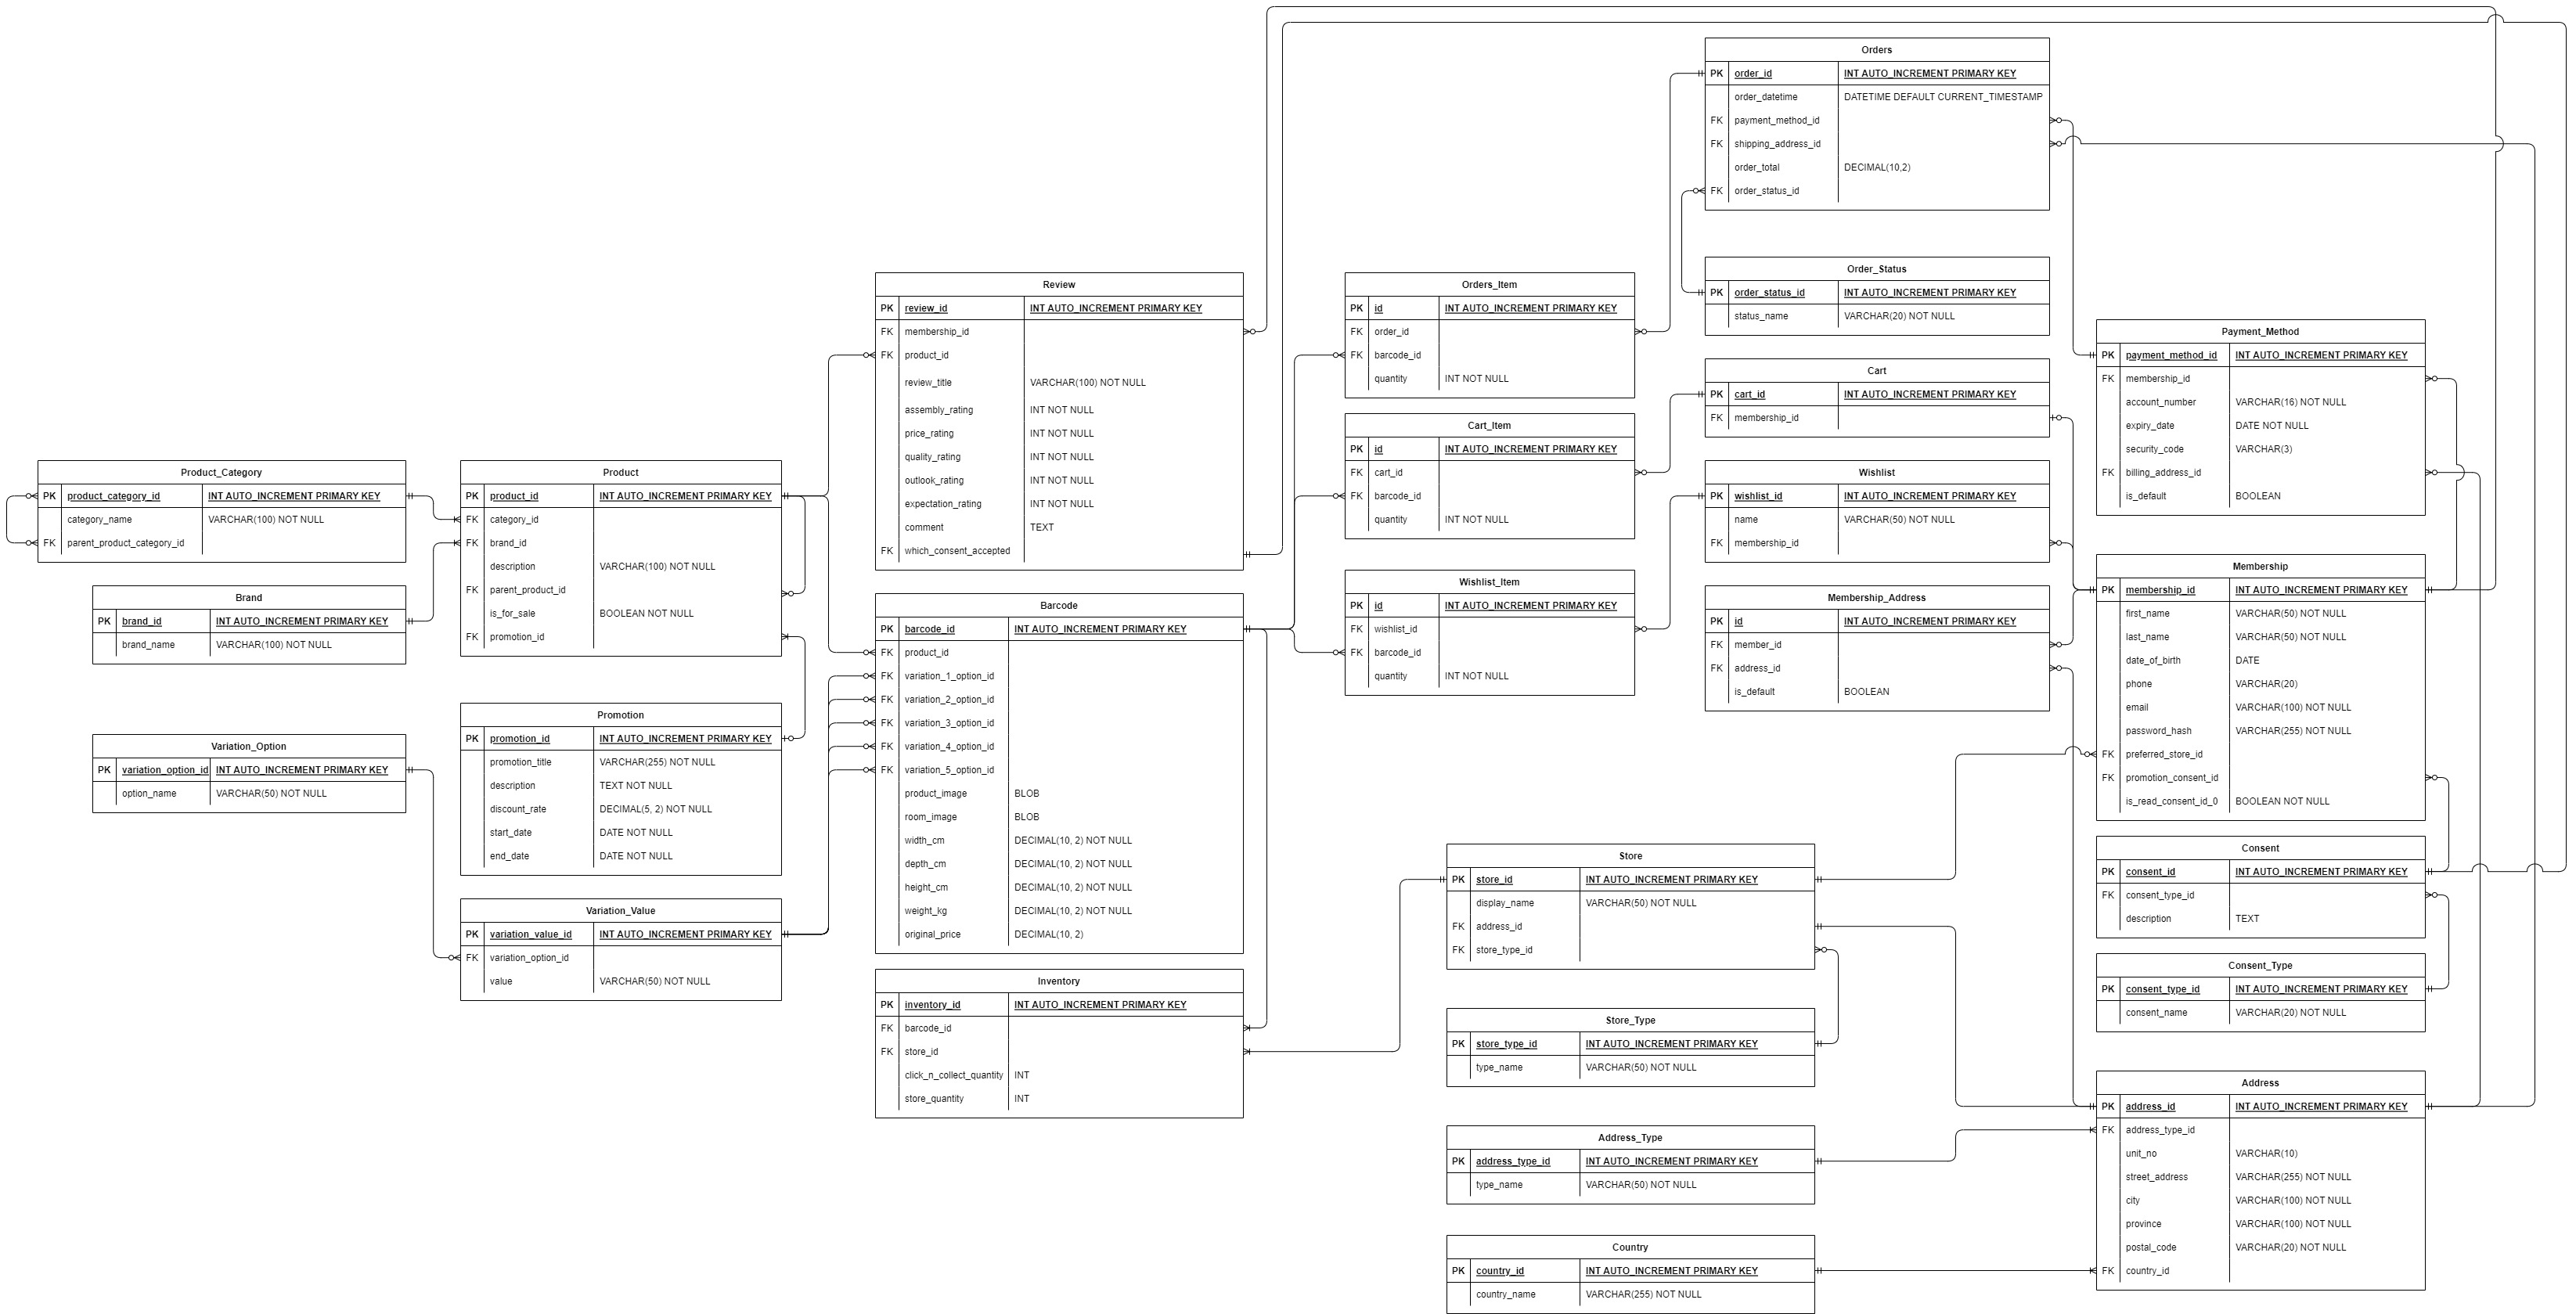 Product_Category
PK product_category_id INT AUTO_INCREMENT PRIMARY KEY
category_name VARCHAR(100) NOT NULL
FK parent_product_category_id
Brand
PK brand_id INT AUTO_INCREMENT PRIMARY KEY
brand_name VARCHAR(100) NOT NULL
Variation_Option
PK variation_option_id INT AUTO_INCREMENT PRIMARY KEY
option_name VARCHAR(50) NOT NULL
Product
PK product_id INT AUTO_INCREMENT PRIMARY KEY
FK category_id
FK brand_id
description VARCHAR(100) NOT NULL
FK parent_product_id
is_for_sale BOOLEAN NOT NULL
FK promotion_id
Promotion
PK promotion_id INT AUTO_INCREMENT PRIMARY KEY
promotion_title VARCHAR(255) NOT NULL
description TEXT NOT NULL
discount_rate DECIMAL(5, 2) NOT NULL
start_date DATE NOT NULL
end_date DATE NOT NULL
Variation_Value
PK variation_value_id INT AUTO_INCREMENT PRIMARY KEY
FK variation_option_id
value VARCHAR(50) NOT NULL
Review
PK review_id INT AUTO_INCREMENT PRIMARY KEY
FK membership_id
FK product_id
review_title VARCHAR(100) NOT NULL
assembly_rating INT NOT NULL
price_rating INT NOT NULL
quality_rating INT NOT NULL
outlook_rating INT NOT NULL
expectation_rating INT NOT NULL
comment TEXT
FK which_consent_accepted
Barcode
PK barcode_id INT AUTO_INCREMENT PRIMARY KEY
FK product_id
FK variation_1_option_id
FK variation_2_option_id
FK variation_3_option_id
FK variation_4_option_id
FK variation_5_option_id
product_image BLOB
room_image BLOB
width_cm DECIMAL(10, 2) NOT NULL
depth_cm DECIMAL(10, 2) NOT NULL
height_cm DECIMAL(10, 2) NOT NULL
weight_kg DECIMAL(10, 2) NOT NULL
original_price DECIMAL(10, 2)
Inventory
PK inventory_id INT AUTO_INCREMENT PRIMARY KEY
FK barcode_id
FK store_id
click_n_collect_quantity INT
store_quantity INT
Orders_Item
PK id INT AUTO_INCREMENT PRIMARY KEY
FK order_id
FK barcode_id
quantity INT NOT NULL
Cart_Item
PK id INT AUTO_INCREMENT PRIMARY KEY
FK cart_id
FK barcode_id
quantity INT NOT NULL
Wishlist_Item
PK id INT AUTO_INCREMENT PRIMARY KEY
FK wishlist_id
FK barcode_id
quantity INT NOT NULL
Orders
PK order_id INT AUTO_INCREMENT PRIMARY KEY
order_datetime DATETIME DEFAULT CURRENT_TIMESTAMP
FK payment_method_id
FK shipping_address_id
order_total DECIMAL(10,2)
FK order_status_id
Order_Status
PK order_status_id INT AUTO_INCREMENT PRIMARY KEY
status_name VARCHAR(20) NOT NULL
Cart
PK cart_id INT AUTO_INCREMENT PRIMARY KEY
FK membership_id
Wishlist
PK wishlist_id INT AUTO_INCREMENT PRIMARY KEY
name VARCHAR(50) NOT NULL
FK membership_id
Membership_Address
PK id INT AUTO_INCREMENT PRIMARY KEY
FK member_id
FK address_id
is_default BOOLEAN
Store
PK store_id INT AUTO_INCREMENT PRIMARY KEY
display_name VARCHAR(50) NOT NULL
FK address_id
FK store_type_id
Store_Type
PK store_type_id INT AUTO_INCREMENT PRIMARY KEY
type_name VARCHAR(50) NOT NULL
Address_Type
PK address_type_id INT AUTO_INCREMENT PRIMARY KEY
type_name VARCHAR(50) NOT NULL
Country
PK country_id INT AUTO_INCREMENT PRIMARY KEY
country_name VARCHAR(255) NOT NULL
Payment_Method
PK payment_method_id INT AUTO_INCREMENT PRIMARY KEY
FK membership_id
account_number VARCHAR(16) NOT NULL
expiry_date DATE NOT NULL
security_code VARCHAR(3)
FK billing_address_id
is_default BOOLEAN
Membership
PK membership_id INT AUTO_INCREMENT PRIMARY KEY
first_name VARCHAR(50) NOT NULL
last_name VARCHAR(50) NOT NULL
date_of_birth DATE
phone VARCHAR(20)
email VARCHAR(100) NOT NULL
password_hash VARCHAR(255) NOT NULL
FK preferred_store_id
FK promotion_consent_id
is_read_consent_id_0 BOOLEAN NOT NULL
Consent
PK consent_id INT AUTO_INCREMENT PRIMARY KEY
FK consent_type_id
description TEXT
Consent_Type
PK consent_type_id INT AUTO_INCREMENT PRIMARY KEY
consent_name VARCHAR(20) NOT NULL
Address
PK address_id INT AUTO_INCREMENT PRIMARY KEY
FK address_type_id
unit_no VARCHAR(10)
street_address VARCHAR(255) NOT NULL
city VARCHAR(100) NOT NULL
province VARCHAR(100) NOT NULL
postal_code VARCHAR(20) NOT NULL
FK country_id